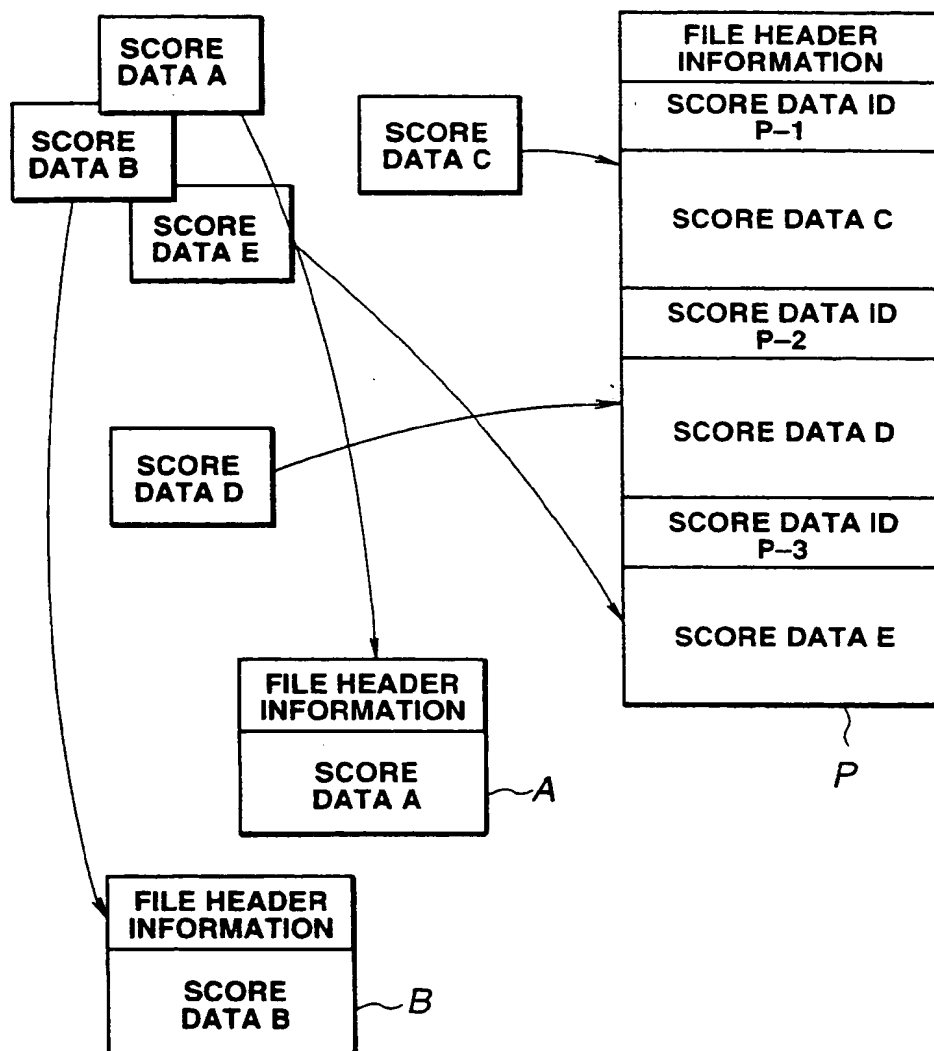 SCORE
DATA A
SCORE
DATA B
SCORE
DATA E
SCORE
DATA C
SCORE
DATA D
FILE HEADER
INFORMATION
SCORE DATA ID
P-1
SCORE DATA C
SCORE DATA ID
P-2
SCORE DATA D
SCORE DATA ID
P-3
SCORE DATA E
P
FILE HEADER
INFORMATION
SCORE
DATA A
A
FILE HEADER
INFORMATION
SCORE
DATA B
B